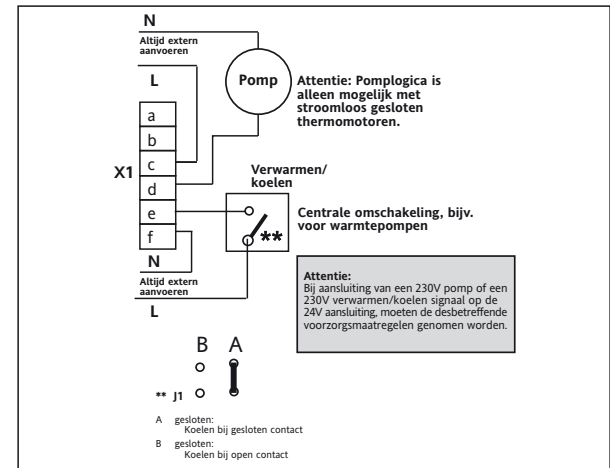 N
Altijd extern
aanvoeren
L
Pomp
Attentie: Pomplogica is
alleen mogelijk met
stroomloos gesloten
thermomotoren.
X1
a
b
c
d
e
f
Verwarmen/
koelen
**
Centrale omschakeling, bijv.
voor warmtepompen
N
Altijd extern
aanvoeren
L
Attentie:
Bij aansluiting van een 230V pomp of een
230V verwarmen/koelen signaal op de
24V aansluiting, moeten de desbetreffende
voorzorgsmaatregelen genomen worden.
B A
** J1
A gesloten:
Koelen bij gesloten contact
B gesloten:
Koelen bij open contact